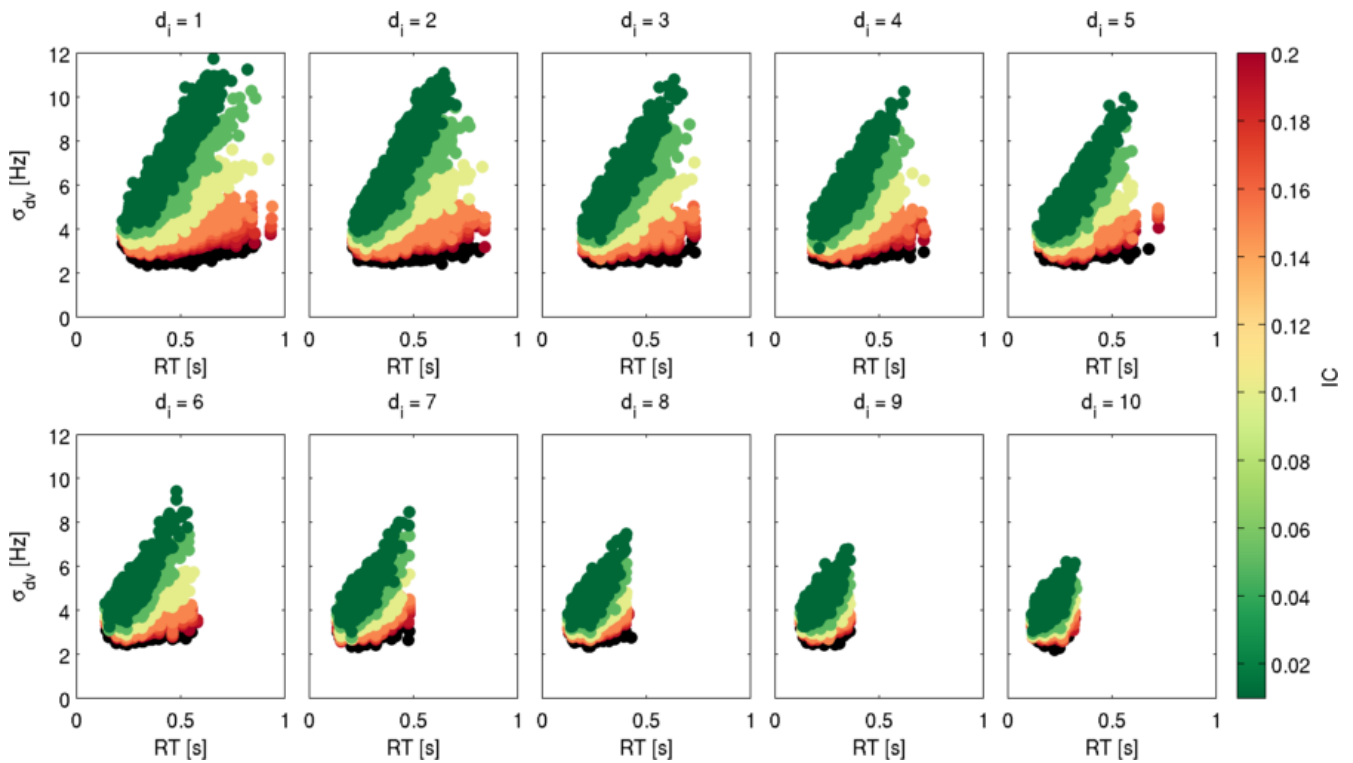 d_i = 1 d_i = 2 d_i = 3 d_i = 4 d_i = 5
12
10
8
6
4
2
0
σ_dv [Hz]
0 0.5 1 0 0.5 1 0 0.5 1 0 0.5 1 0 0.5 1
RT [s] RT [s] RT [s] RT [s] RT [s]
d_i = 6 d_i = 7 d_i = 8 d_i = 9 d_i = 10
12
10
8
6
4
2
0
σ_dv [Hz]
0 0.5 1 0 0.5 1 0 0.5 1 0 0.5 1 0 0.5 1
RT [s] RT [s] RT [s] RT [s] RT [s]
0.2
0.18
0.16
0.14
0.12
0.1
0.08
0.06
0.04
0.02
IC